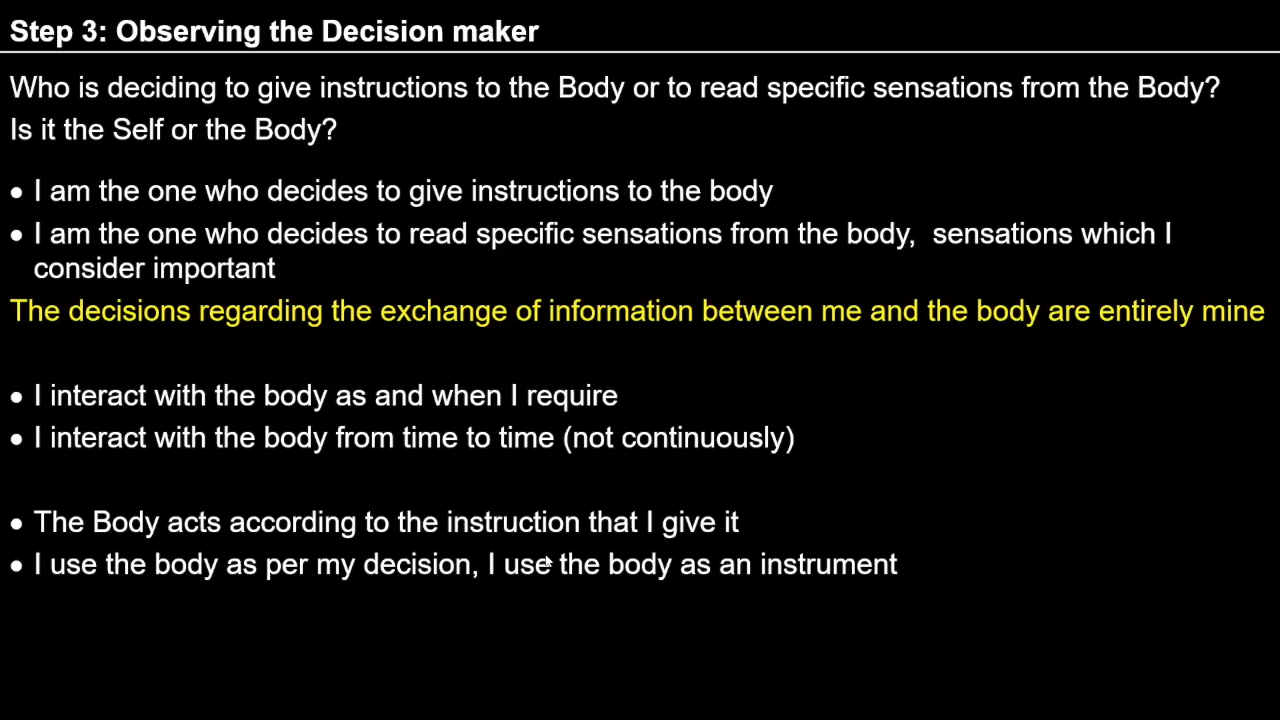 Step 3: Observing the Decision maker
Who is deciding to give instructions to the Body or to read specific sensations from the Body?
Is it the Self or the Body?
• I am the one who decides to give instructions to the body
• I am the one who decides to read specific sensations from the body,  sensations which I
consider important
The decisions regarding the exchange of information between me and the body are entirely mine
• I interact with the body as and when I require
• I interact with the body from time to time (not continuously)
• The Body acts according to the instruction that I give it
• I use the body as per my decision, I use the body as an instrument